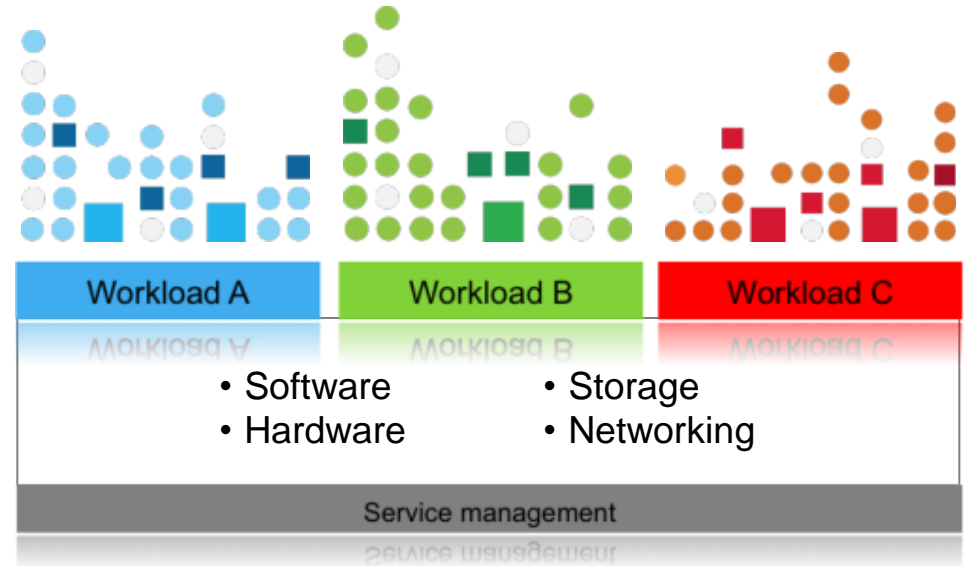 Workload A
Workload B
Workload C
• Software
• Hardware
• Storage
• Networking
Service management